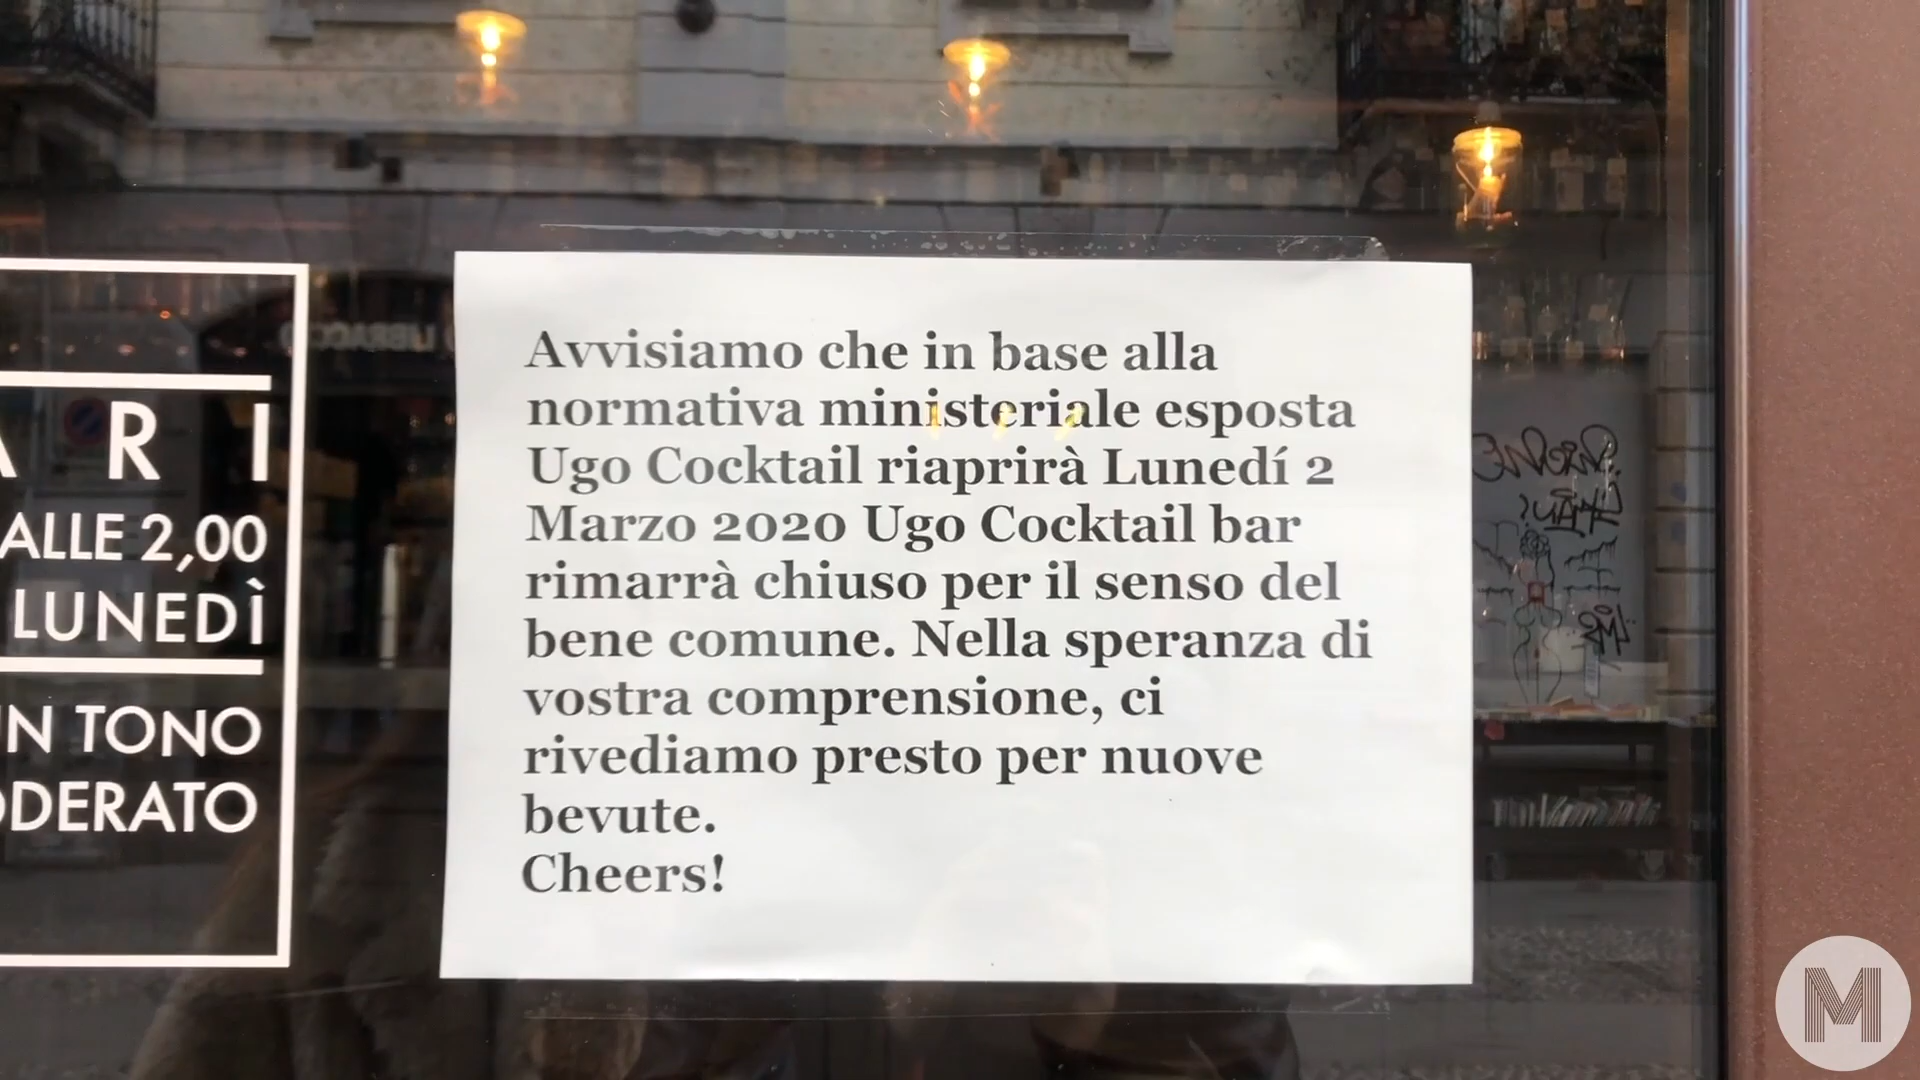 ARI
ALLE 2,00
LUNEDÌ
TONO
Avvisiamo che in base alla
normativa ministeriale esposta
Ugo Cocktail riaprirà Lunedí 2
Marzo 2020 Ugo Cocktail bar
rimarrà chiuso per il senso del
bene comune. Nella speranza di
vostra comprensione, ci
rivediamo presto per nuove
bevute.
Cheers!
M